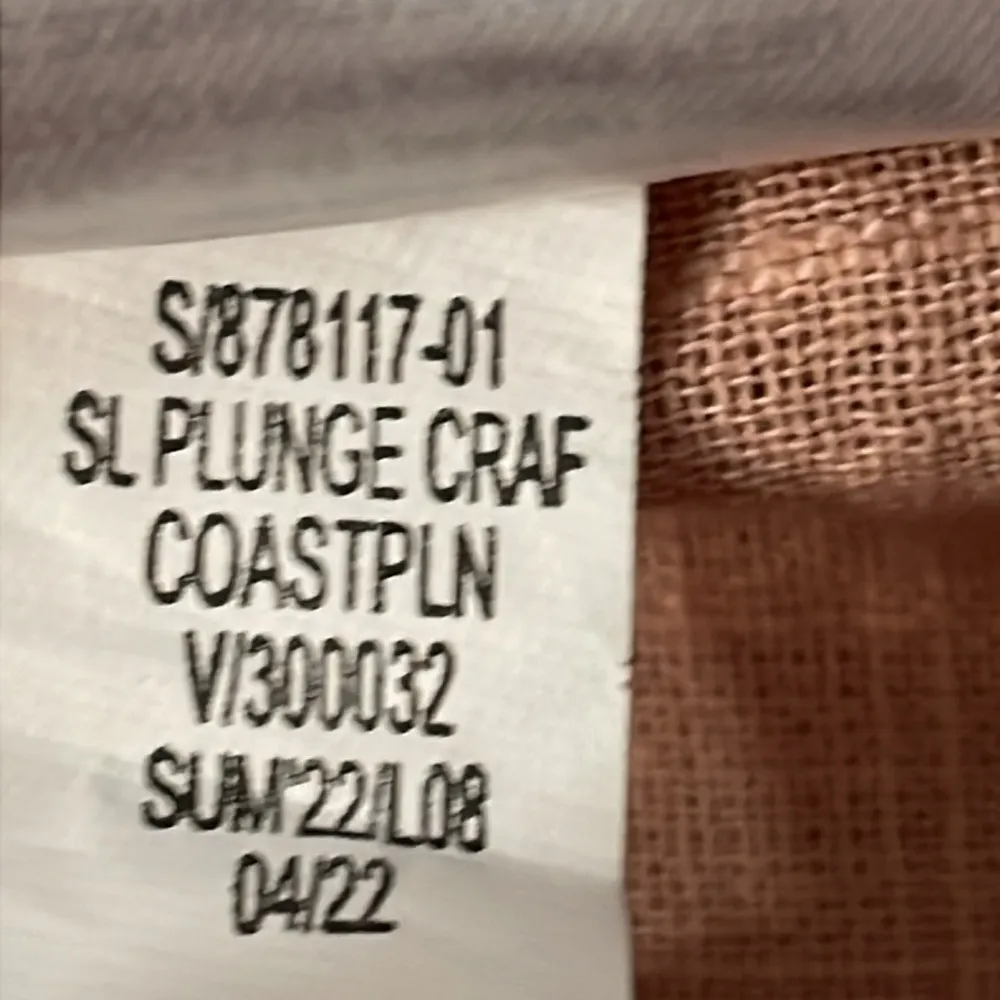 S/878117-01
SL PLUNGE CRAF
COASTPLN
V/300032
SUM'22/L08
04/22